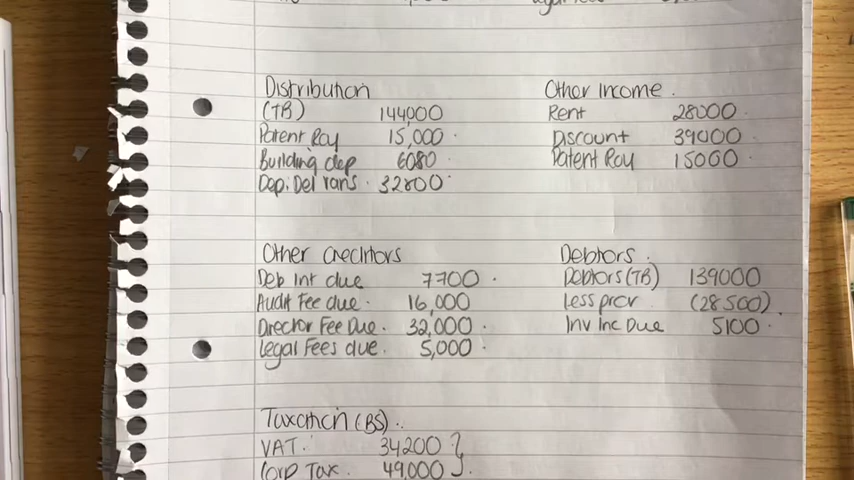 Distribution
(TB) 144000
Patent Roy 15,000
Building dep 6080
Dep: Del Vans. 32800
Other Income.
Rent 28000
Discount 39000
Patent Roy 15000
Other Creditors
Deb Int due 7700
Audit Fee due. 16,000
Director Fee Due. 32,000
Legal Fees due. 5,000
Debtors.
Debtors (TB) 139000
Less prov (28500)
Inv Inc Due 5100
Taxation (BS).
VAT. 34200
Corp Tax. 49,000